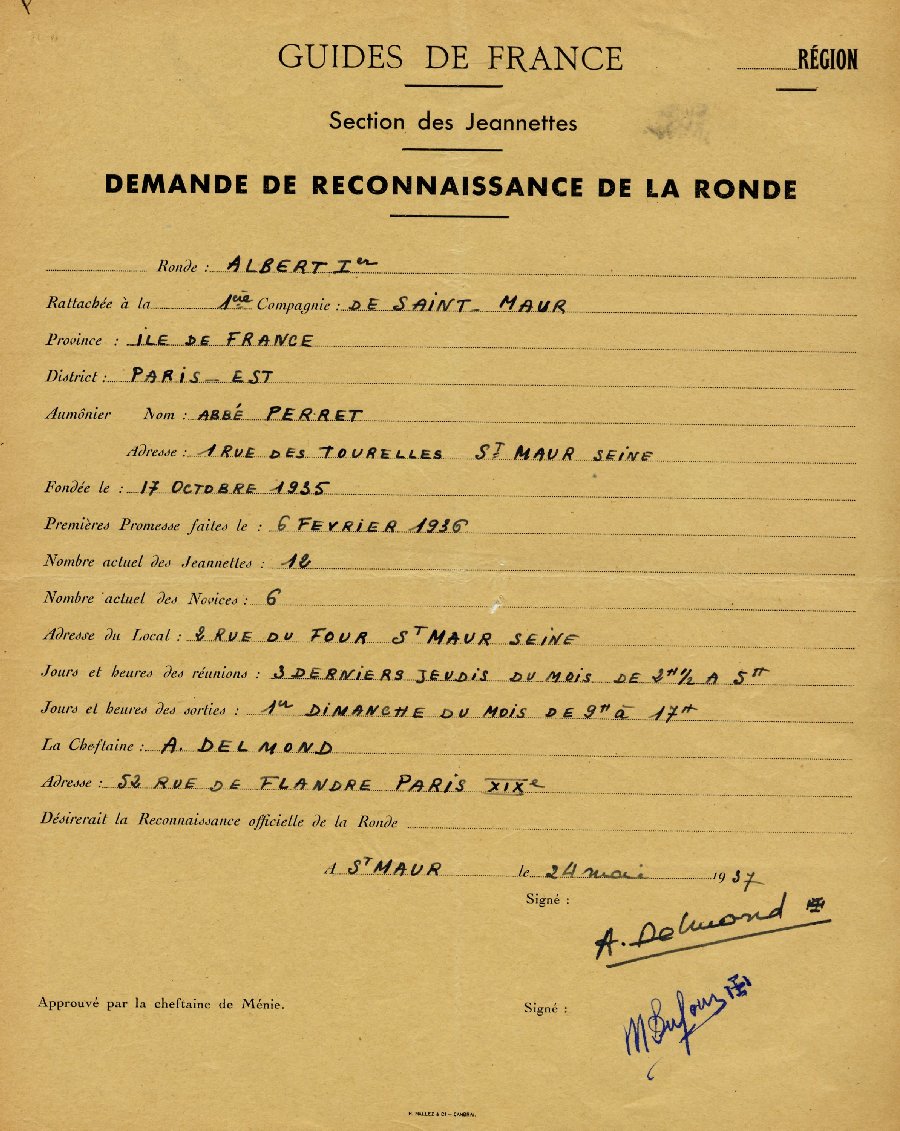 GUIDES DE FRANCE
RÉGION
Section des Jeannettes
DEMANDE DE RECONNAISSANCE DE LA RONDE
Ronde : ALBERT Ier
Rattachée à la 1ère Compagnie : DE SAINT-MAUR
Province : ILE DE FRANCE
District : PARIS-EST
Aumônier Nom : ABBÉ PERRET
Adresse : 1 RUE DES TOURELLES ST MAUR SEINE
Fondée le : 17 OCTOBRE 1935
Premières Promesse faites le : 6 FEVRIER 1936
Nombre actuel des Jeannettes : 12
Nombre actuel des Novices : 6
Adresse du Local : 2 RUE DU FOUR ST MAUR SEINE
Jours et heures des réunions : 3 DERNIERS JEUDIS DU MOIS DE 2H1/2 A 5H
Jours et heures des sorties : 1er DIMANCHE DU MOIS DE 9H à 17H
La Cheftaine : A. DELMOND
Adresse : 52 RUE DE FLANDRE PARIS XIXe
Désirerait la Reconnaissance officielle de la Ronde
A ST MAUR le 24 mai 1937
Signé :
A. Delmond
Approuvé par la cheftaine de Ménie. Signé :
M Dufour